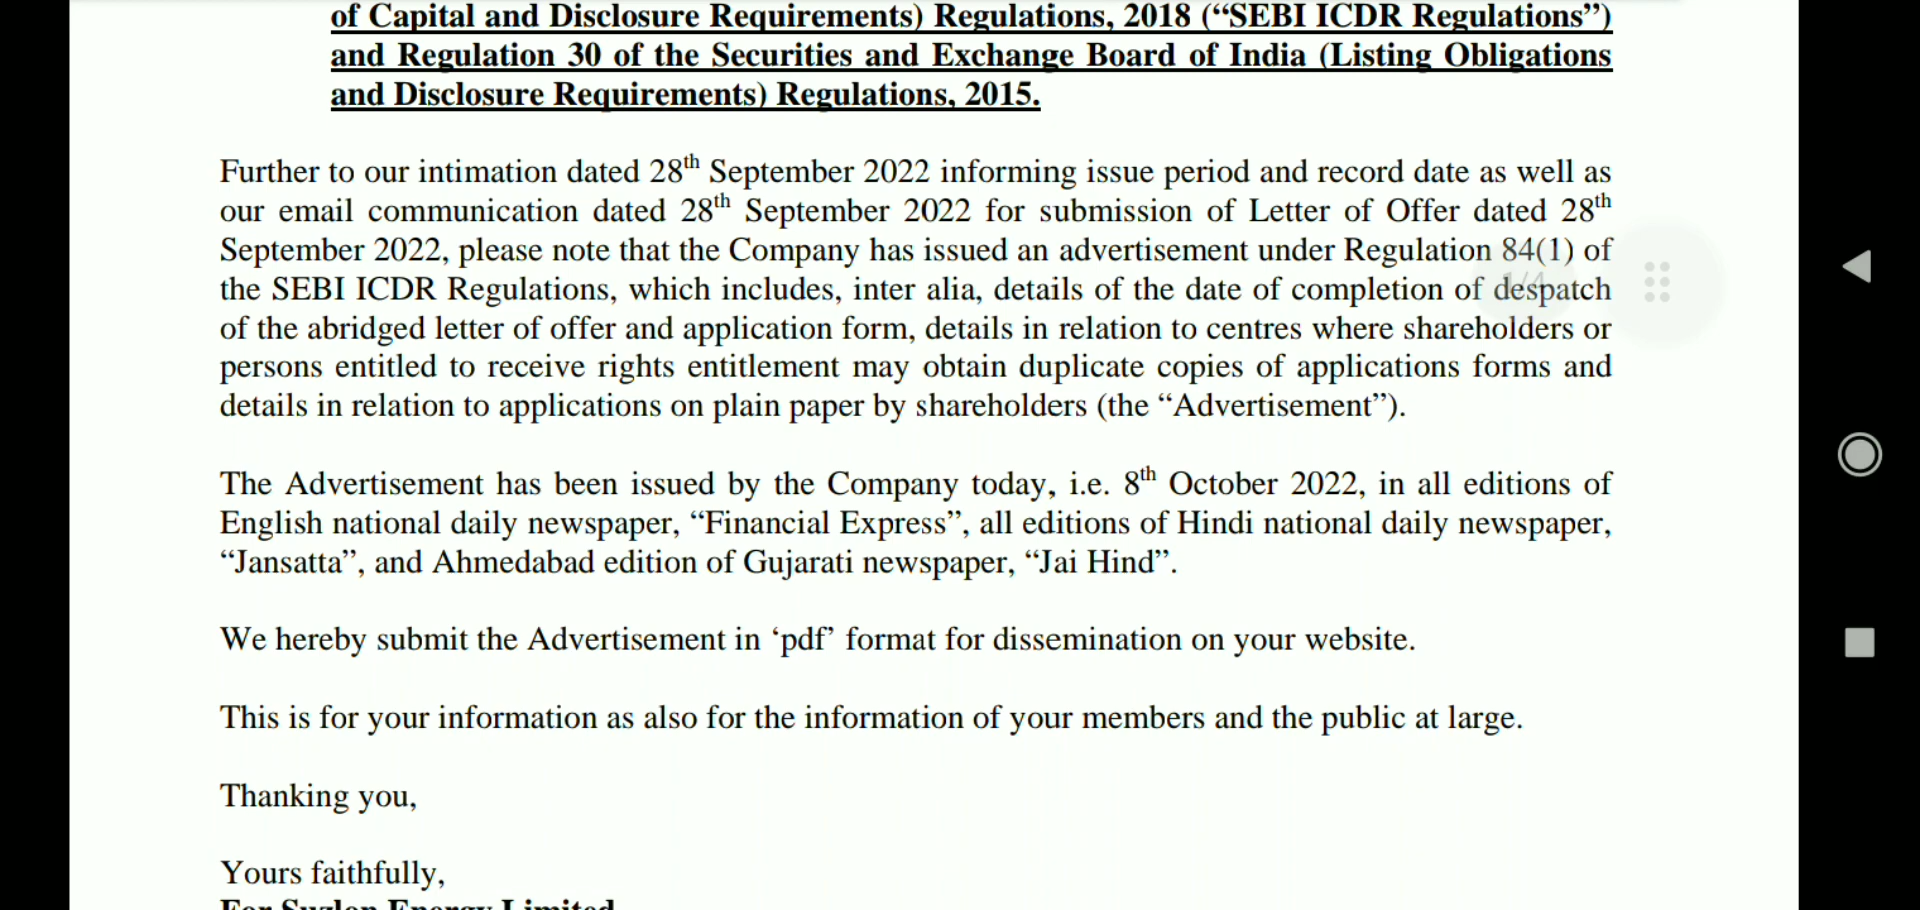 of Capital and Disclosure Requirements) Regulations, 2018 (“SEBI ICDR Regulations”)
and Regulation 30 of the Securities and Exchange Board of India (Listing Obligations
and Disclosure Requirements) Regulations, 2015.
Further to our intimation dated 28th September 2022 informing issue period and record date as well as
our email communication dated 28th September 2022 for submission of Letter of Offer dated 28th
September 2022, please note that the Company has issued an advertisement under Regulation 84(1) of
the SEBI ICDR Regulations, which includes, inter alia, details of the date of completion of despatch
of the abridged letter of offer and application form, details in relation to centres where shareholders or
persons entitled to receive rights entitlement may obtain duplicate copies of applications forms and
details in relation to applications on plain paper by shareholders (the “Advertisement”).
The Advertisement has been issued by the Company today, i.e. 8th October 2022, in all editions of
English national daily newspaper, “Financial Express”, all editions of Hindi national daily newspaper,
“Jansatta”, and Ahmedabad edition of Gujarati newspaper, “Jai Hind”.
We hereby submit the Advertisement in ‘pdf’ format for dissemination on your website.
This is for your information as also for the information of your members and the public at large.
Thanking you,
Yours faithfully,
For Suzlon Energy Limited
1/4